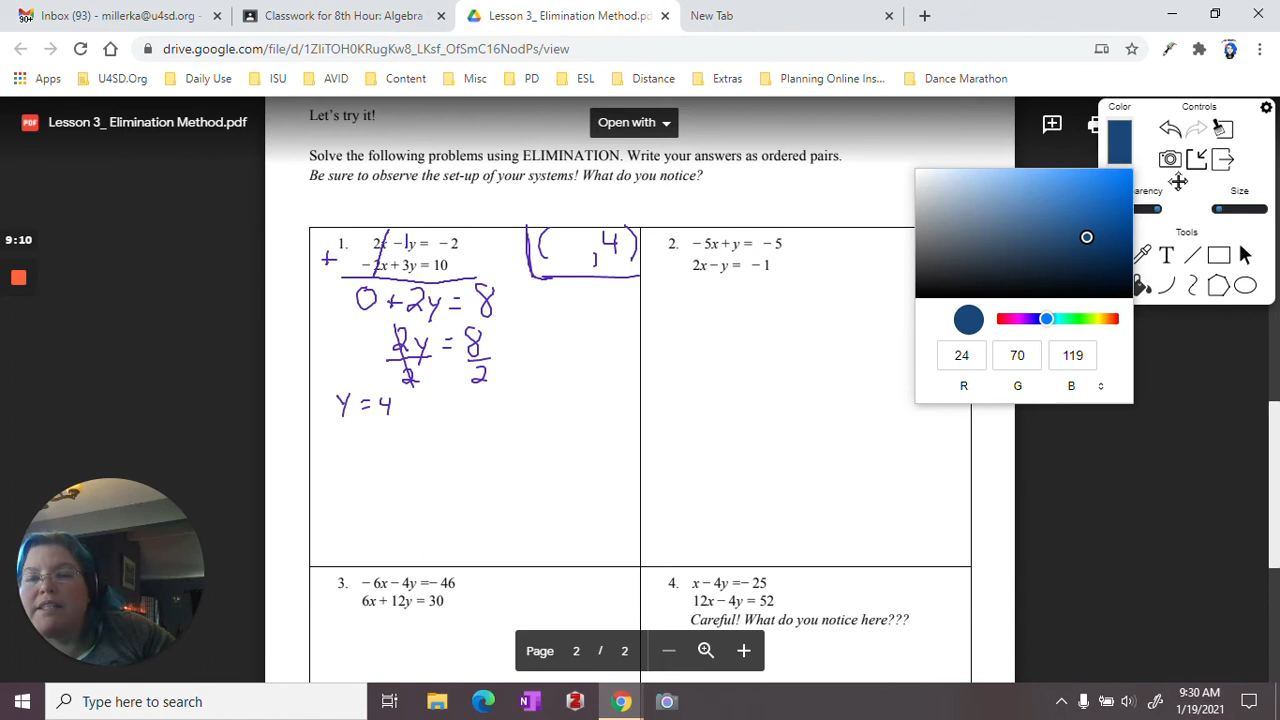 Inbox (93) - millerka@u4sd.org -
Classwork for 8th Hour: Algebra
Lesson 3_ Elimination Method.pdf
New Tab
drive.google.com/file/d/1ZIiTOH0KRugKw8_LKsf_OfSmC16NodPs/view
Apps U4SD.Org Daily Use ISU AVID Content Misc PD ESL Distance Extras Planning Online Ins... Dance Marathon
PDF Lesson 3_ Elimination Method.pdf
Open with
Color Controls
Size
Tools
T
Let's try it!
Solve the following problems using ELIMINATION. Write your answers as ordered pairs.
Be sure to observe the set-up of your systems! What do you notice?
9:10
1. 2x − 1y = − 2
+ − 2x + 3y = 10
( , 4)
0 + 2y = 8
2y = 8
2 2
y = 4
2. − 5x + y = − 5
2x − y = − 1
3. − 6x − 4y =− 46
6x + 12y = 30
4. x − 4y =− 25
12x − 4y = 52
Careful! What do you notice here???
24 70 119
R G B
Page 2 / 2
Type here to search
9:30 AM
1/19/2021